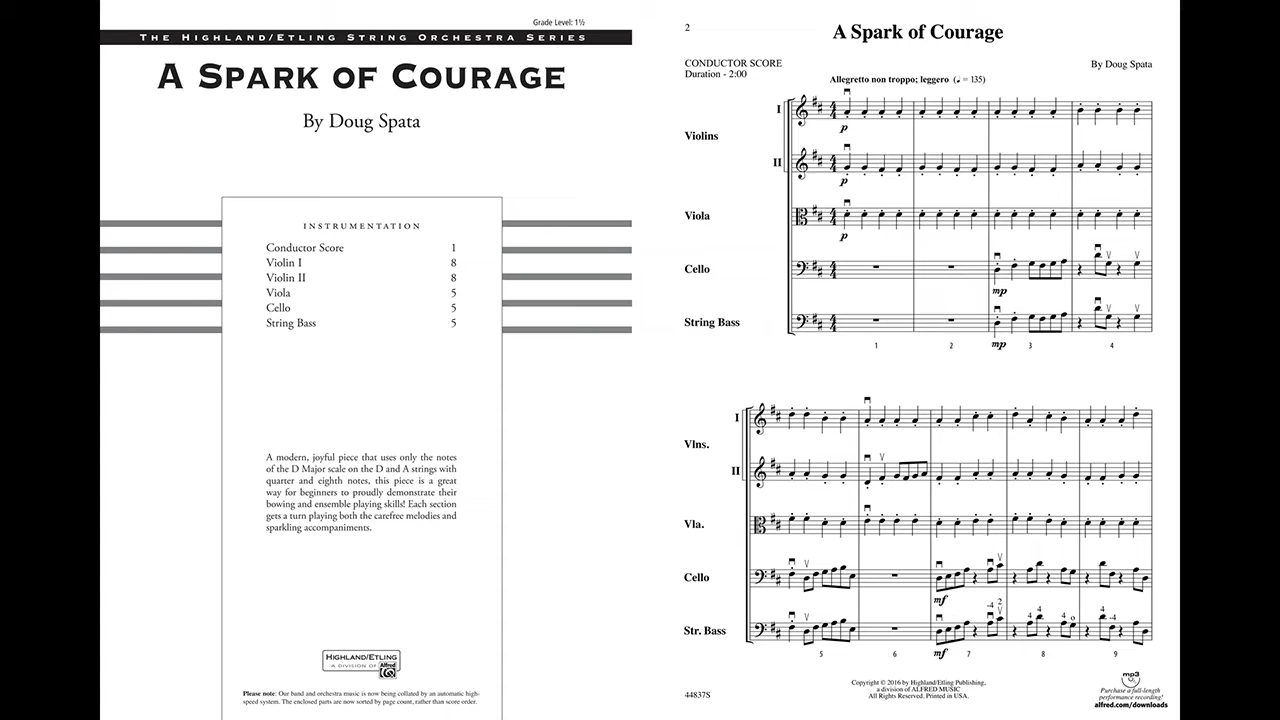 Grade Level: 1½
THE HIGHLAND/ETLING STRING ORCHESTRA SERIES
A SPARK OF COURAGE
By Doug Spata
INSTRUMENTATION
Conductor Score 1
Violin I 8
Violin II 8
Viola 5
Cello 5
String Bass 5
A modern, joyful piece that uses only the notes
of the D Major scale on the D and A strings with
quarter and eighth notes, this piece is a great
way for beginners to proudly demonstrate their
bowing and ensemble playing skills! Each section
gets a turn playing both the carefree melodies and
sparkling accompaniments.
HIGHLAND/ETLING
A DIVISION OF Alfred
Please note: Our band and orchestra music is now being collated by an automatic high-
speed system. The enclosed parts are now sorted by page count, rather than score order.
2
A Spark of Courage
CONDUCTOR SCORE
Duration - 2:00
By Doug Spata
Allegretto non troppo; leggero (♩ = 135)
I
Violins
p
II
p
Viola
p
Cello
mp
String Bass
mp
1 2 3 4
I
Vlns.
II
Vla.
Cello
mf
-4 2 4 4 4 o 4 -4
Str. Bass
mf
5 6 7 8 9
Copyright © 2016 by Highland/Etling Publishing,
a division of ALFRED MUSIC
All Rights Reserved. Printed in USA.
44837S
mp3
Purchase a full-length
performance recording!
alfred.com/downloads